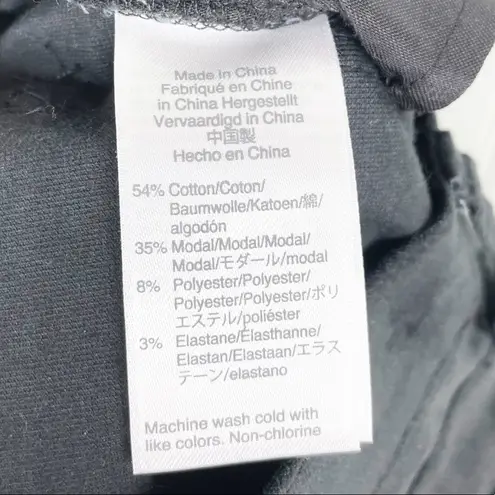 Made in China
Fabriqué en Chine
in China Hergestellt
Vervaardigd in China
中国製
Hecho en China
54% Cotton/Coton/
Baumwolle/Katoen/綿/
algodón
35% Modal/Modal/Modal/
Modal/モダール/modal
8% Polyester/Polyester/
Polyester/Polyester/ポリ
エステル/poliéster
3% Elastane/Élasthanne/
Elastan/Elastaan/エラス
テーン/elastano
Machine wash cold with
like colors. Non-chlorine